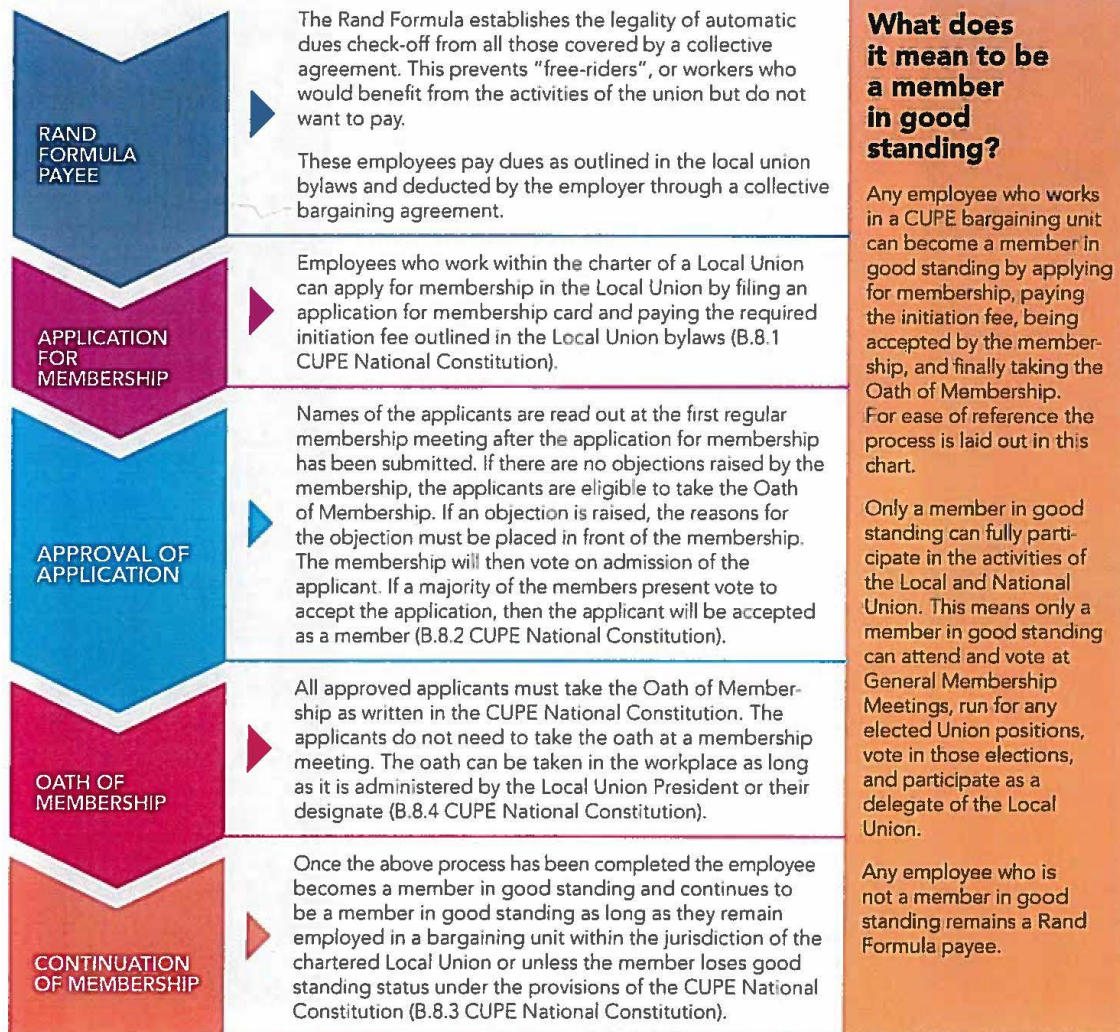 RAND
FORMULA
PAYEE
The Rand Formula establishes the legality of automatic
dues check-off from all those covered by a collective
agreement. This prevents "free-riders", or workers who
would benefit from the activities of the union but do not
want to pay.
These employees pay dues as outlined in the local union
bylaws and deducted by the employer through a collective
bargaining agreement.
APPLICATION
FOR
MEMBERSHIP
Employees who work within the charter of a Local Union
can apply for membership in the Local Union by filing an
application for membership card and paying the required
initiation fee outlined in the Local Union bylaws (B.8.1
CUPE National Constitution).
APPROVAL OF
APPLICATION
Names of the applicants are read out at the first regular
membership meeting after the application for membership
has been submitted. If there are no objections raised by the
membership, the applicants are eligible to take the Oath
of Membership. If an objection is raised, the reasons for
the objection must be placed in front of the membership.
The membership will then vote on admission of the
applicant. If a majority of the members present vote to
accept the application, then the applicant will be accepted
as a member (B.8.2 CUPE National Constitution).
OATH OF
MEMBERSHIP
All approved applicants must take the Oath of Member-
ship as written in the CUPE National Constitution. The
applicants do not need to take the oath at a membership
meeting. The oath can be taken in the workplace as long
as it is administered by the Local Union President or their
designate (B.8.4 CUPE National Constitution).
CONTINUATION
OF MEMBERSHIP
Once the above process has been completed the employee
becomes a member in good standing and continues to
be a member in good standing as long as they remain
employed in a bargaining unit within the jurisdiction of the
chartered Local Union or unless the member loses good
standing status under the provisions of the CUPE National
Constitution (B.8.3 CUPE National Constitution).
What does
it mean to be
a member
in good
standing?
Any employee who works
in a CUPE bargaining unit
can become a member in
good standing by applying
for membership, paying
the initiation fee, being
accepted by the member-
ship, and finally taking the
Oath of Membership.
For ease of reference the
process is laid out in this
chart.
Only a member in good
standing can fully parti-
cipate in the activities of
the Local and National
Union. This means only a
member in good standing
can attend and vote at
General Membership
Meetings, run for any
elected Union positions,
vote in those elections,
and participate as a
delegate of the Local
Union.
Any employee who is
not a member in good
standing remains a Rand
Formula payee.